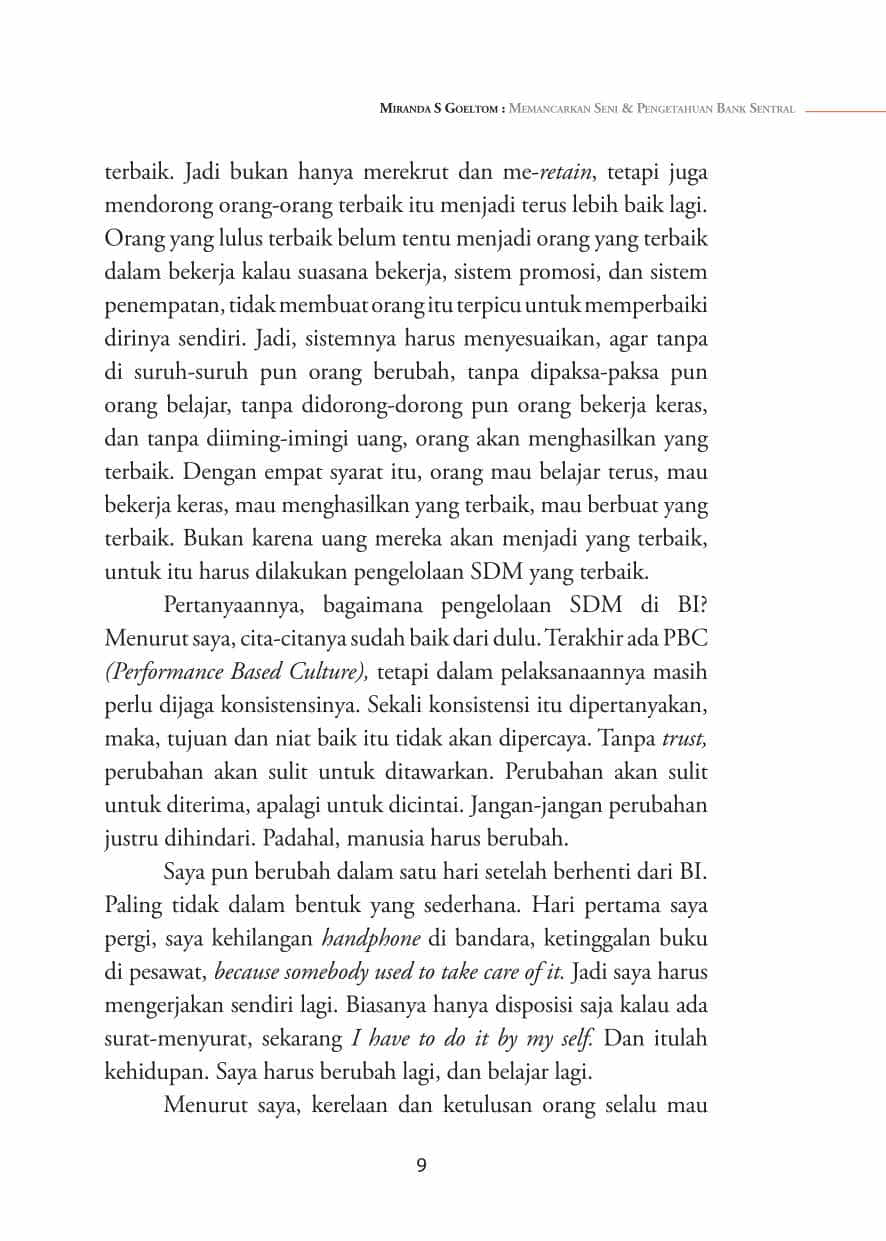 Miranda S Goeltom : Memancarkan Seni & Pengetahuan Bank Sentral
terbaik. Jadi bukan hanya merekrut dan me-retain, tetapi juga
mendorong orang-orang terbaik itu menjadi terus lebih baik lagi.
Orang yang lulus terbaik belum tentu menjadi orang yang terbaik
dalam bekerja kalau suasana bekerja, sistem promosi, dan sistem
penempatan, tidak membuat orang itu terpicu untuk memperbaiki
dirinya sendiri. Jadi, sistemnya harus menyesuaikan, agar tanpa
di suruh-suruh pun orang berubah, tanpa dipaksa-paksa pun
orang belajar, tanpa didorong-dorong pun orang bekerja keras,
dan tanpa diiming-imingi uang, orang akan menghasilkan yang
terbaik. Dengan empat syarat itu, orang mau belajar terus, mau
bekerja keras, mau menghasilkan yang terbaik, mau berbuat yang
terbaik. Bukan karena uang mereka akan menjadi yang terbaik,
untuk itu harus dilakukan pengelolaan SDM yang terbaik.
Pertanyaannya, bagaimana pengelolaan SDM di BI?
Menurut saya, cita-citanya sudah baik dari dulu. Terakhir ada PBC
(Performance Based Culture), tetapi dalam pelaksanaannya masih
perlu dijaga konsistensinya. Sekali konsistensi itu dipertanyakan,
maka, tujuan dan niat baik itu tidak akan dipercaya. Tanpa trust,
perubahan akan sulit untuk ditawarkan. Perubahan akan sulit
untuk diterima, apalagi untuk dicintai. Jangan-jangan perubahan
justru dihindari. Padahal, manusia harus berubah.
Saya pun berubah dalam satu hari setelah berhenti dari BI.
Paling tidak dalam bentuk yang sederhana. Hari pertama saya
pergi, saya kehilangan handphone di bandara, ketinggalan buku
di pesawat, because somebody used to take care of it. Jadi saya harus
mengerjakan sendiri lagi. Biasanya hanya disposisi saja kalau ada
surat-menyurat, sekarang I have to do it by my self. Dan itulah
kehidupan. Saya harus berubah lagi, dan belajar lagi.
Menurut saya, kerelaan dan ketulusan orang selalu mau
9